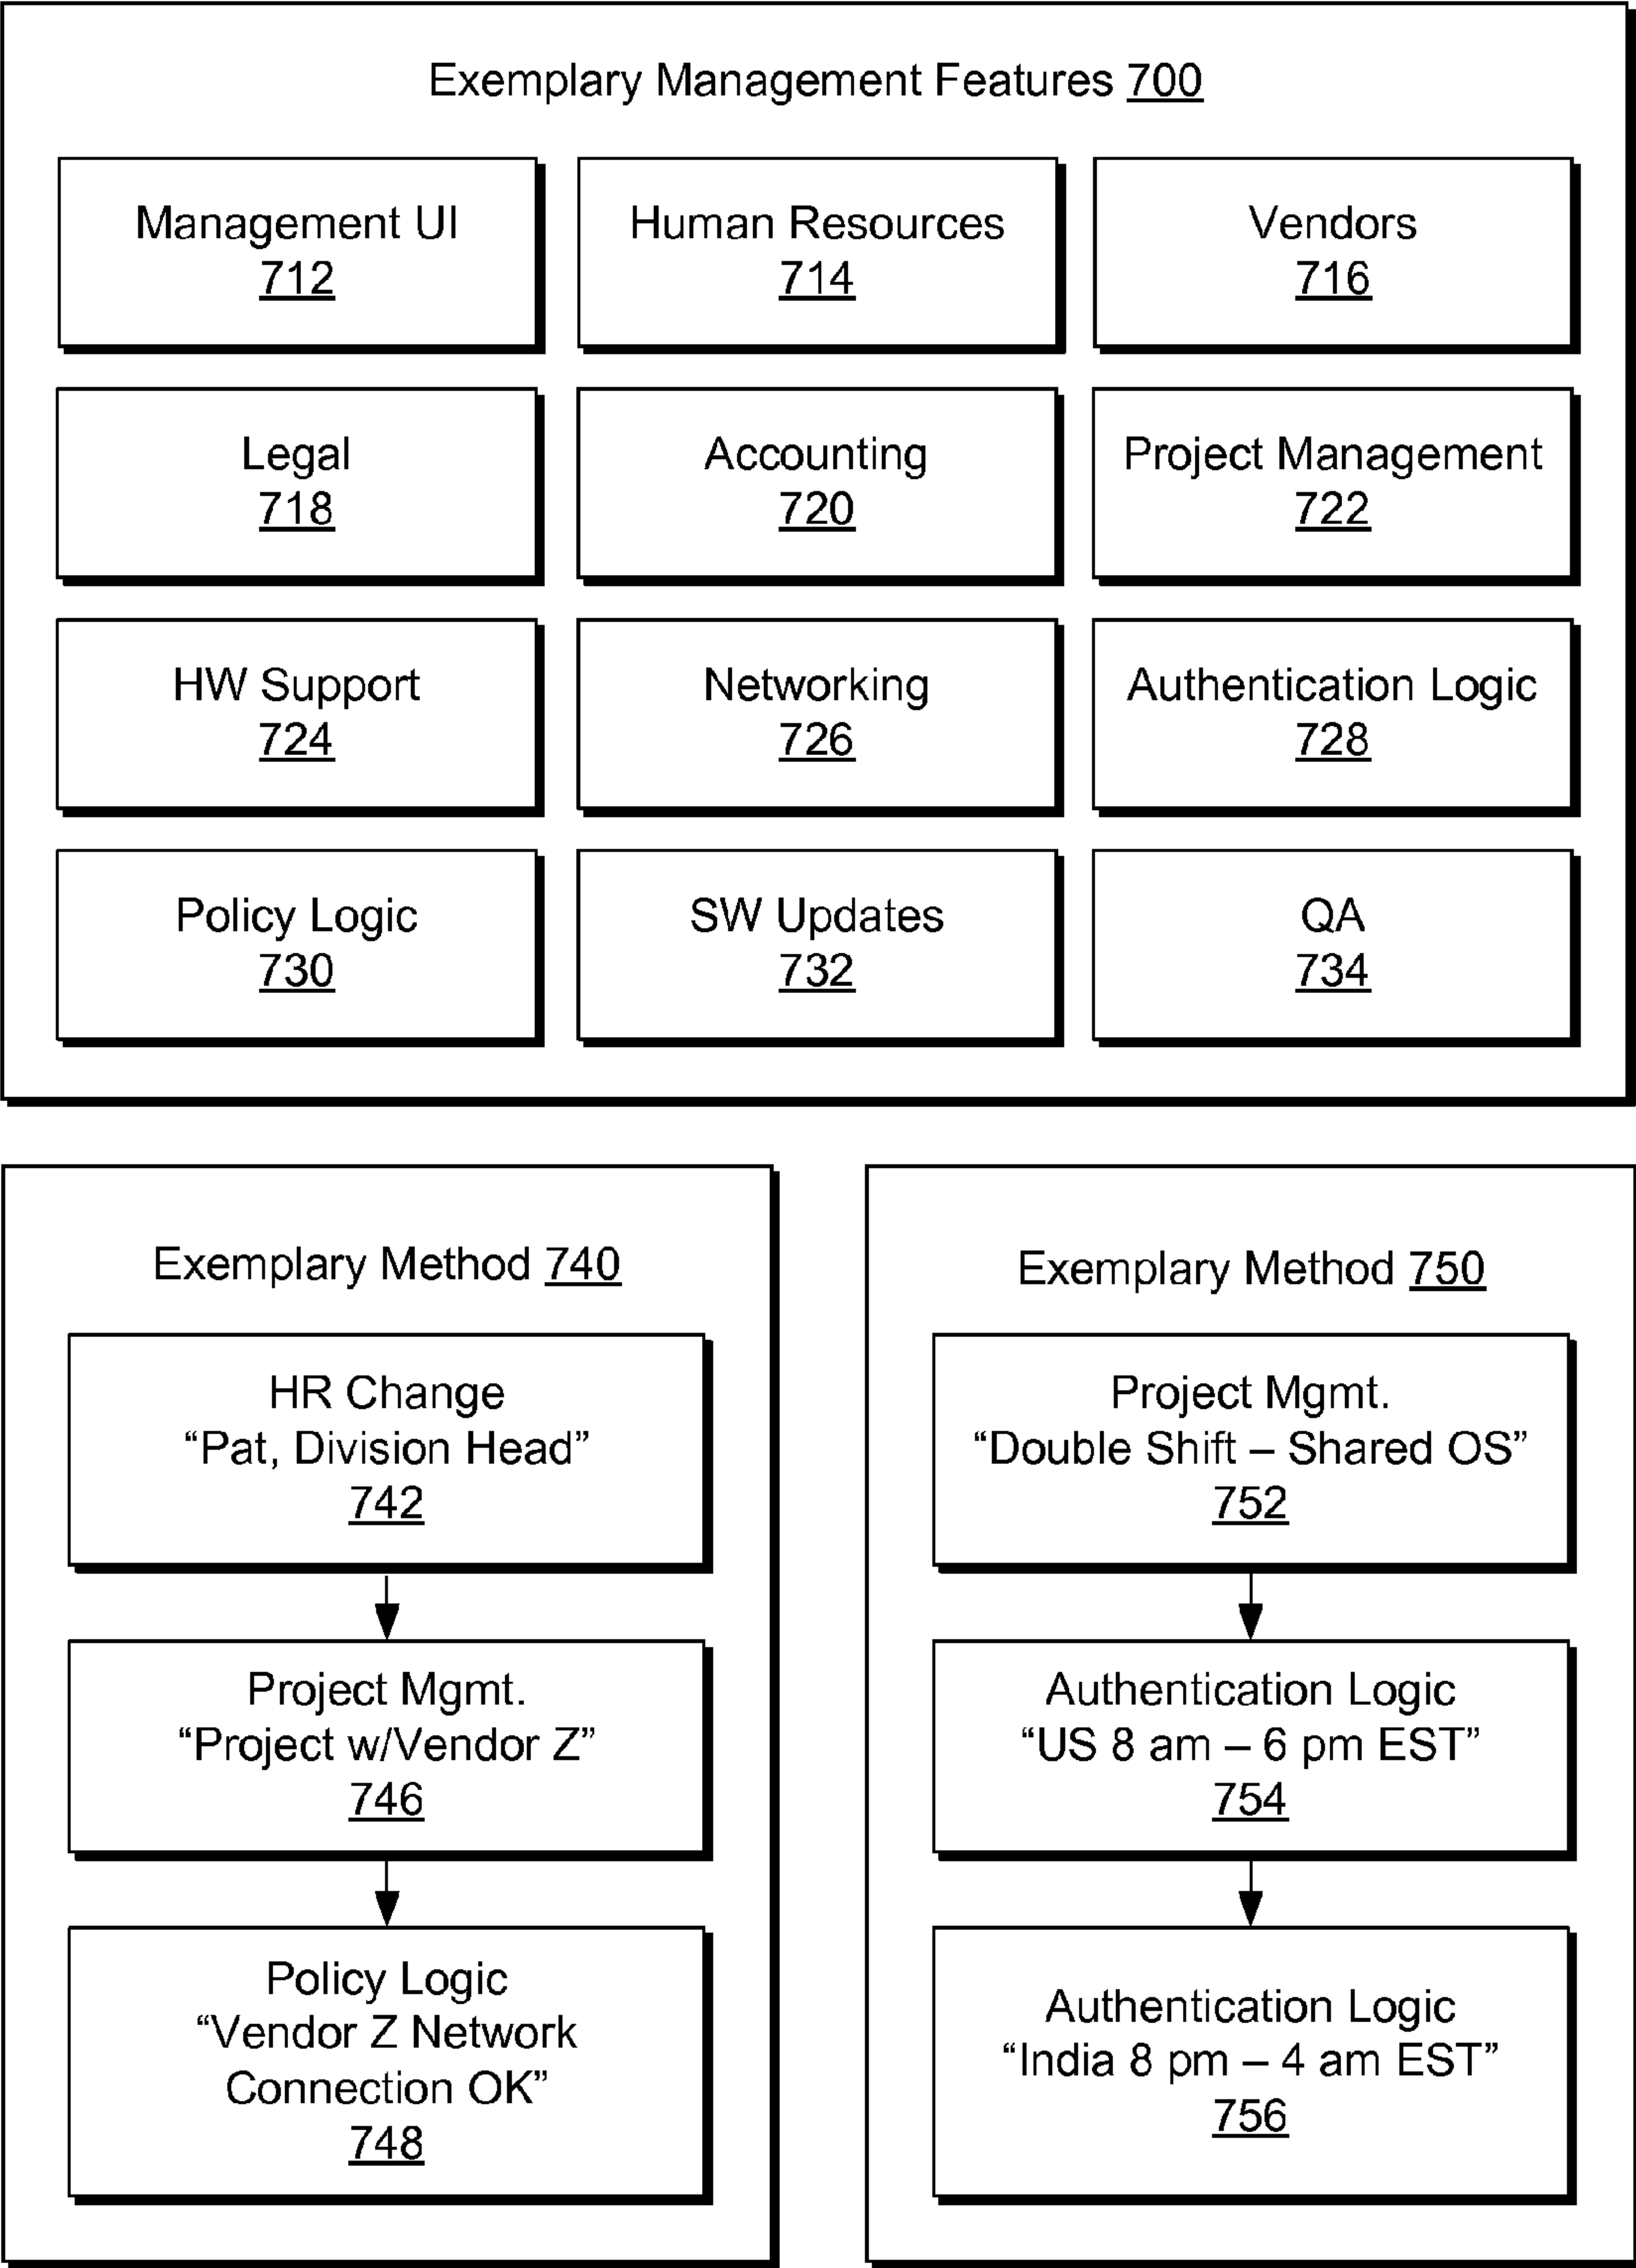 Exemplary Management Features 700
Management UI
712
Human Resources
714
Vendors
716
Legal
718
Accounting
720
Project Management
722
HW Support
724
Networking
726
Authentication Logic
728
Policy Logic
730
SW Updates
732
QA
734
Exemplary Method 740
HR Change
“Pat, Division Head”
742
Project Mgmt.
“Project w/Vendor Z”
746
Policy Logic
“Vendor Z Network
Connection OK”
748
Exemplary Method 750
Project Mgmt.
“Double Shift – Shared OS”
752
Authentication Logic
“US 8 am – 6 pm EST”
754
Authentication Logic
“India 8 pm – 4 am EST”
756